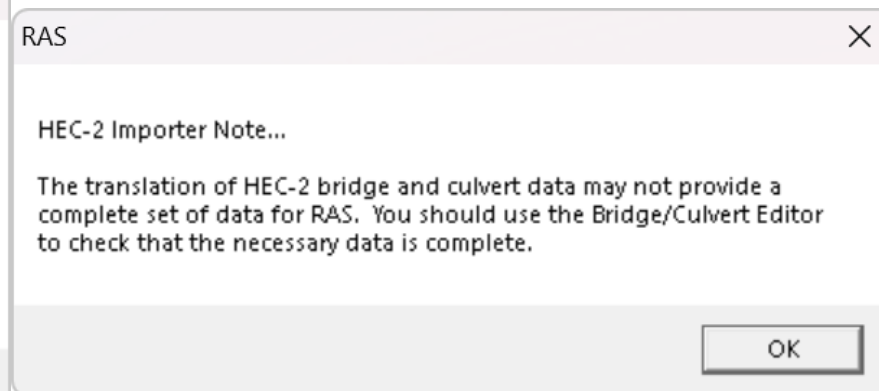 RAS
HEC-2 Importer Note...
The translation of HEC-2 bridge and culvert data may not provide a
complete set of data for RAS.  You should use the Bridge/Culvert Editor
to check that the necessary data is complete.
OK